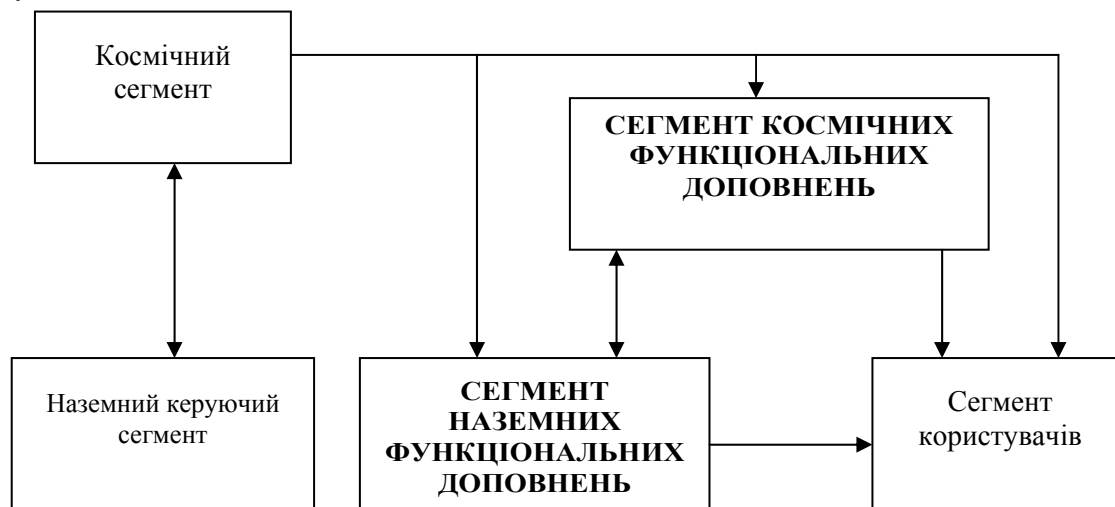 Космічний
сегмент
СЕГМЕНТ КОСМІЧНИХ
ФУНКЦІОНАЛЬНИХ
ДОПОВНЕНЬ
Наземний керуючий
сегмент
СЕГМЕНТ
НАЗЕМНИХ
ФУНКЦІОНАЛЬНИХ
ДОПОВНЕНЬ
Сегмент
користувачів